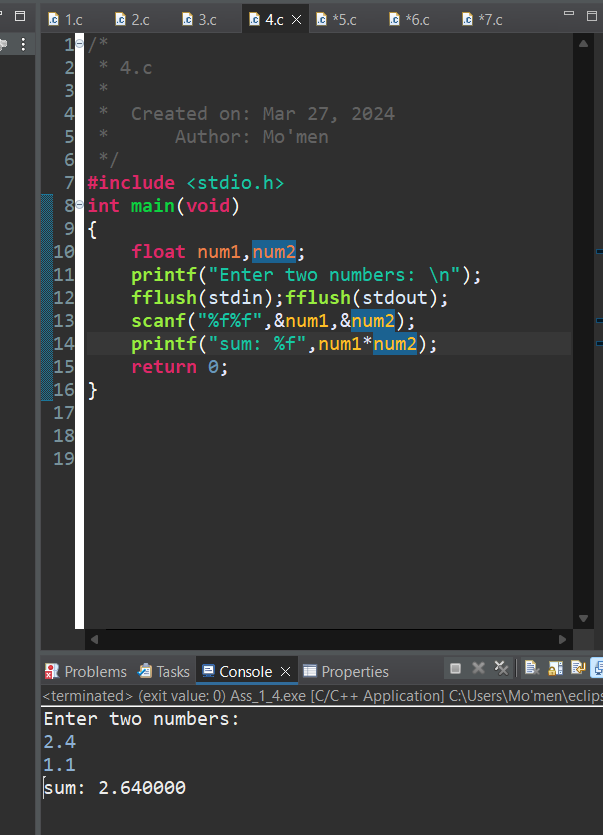 1.c 2.c 3.c 4.c *5.c *6.c *7.c
1 /*
2 * 4.c
3 *
4 * Created on: Mar 27, 2024
5 * Author: Mo'men
6 */
7 #include <stdio.h>
8 int main(void)
9 {
10 float num1,num2;
11 printf("Enter two numbers: \n");
12 fflush(stdin);fflush(stdout);
13 scanf("%f%f",&num1,&num2);
14 printf("sum: %f",num1*num2);
15 return 0;
16 }
17
18
19
Problems Tasks Console Properties
<terminated> (exit value: 0) Ass_1_4.exe [C/C++ Application] C:\Users\Mo'men\eclips
Enter two numbers:
2.4
1.1
sum: 2.640000